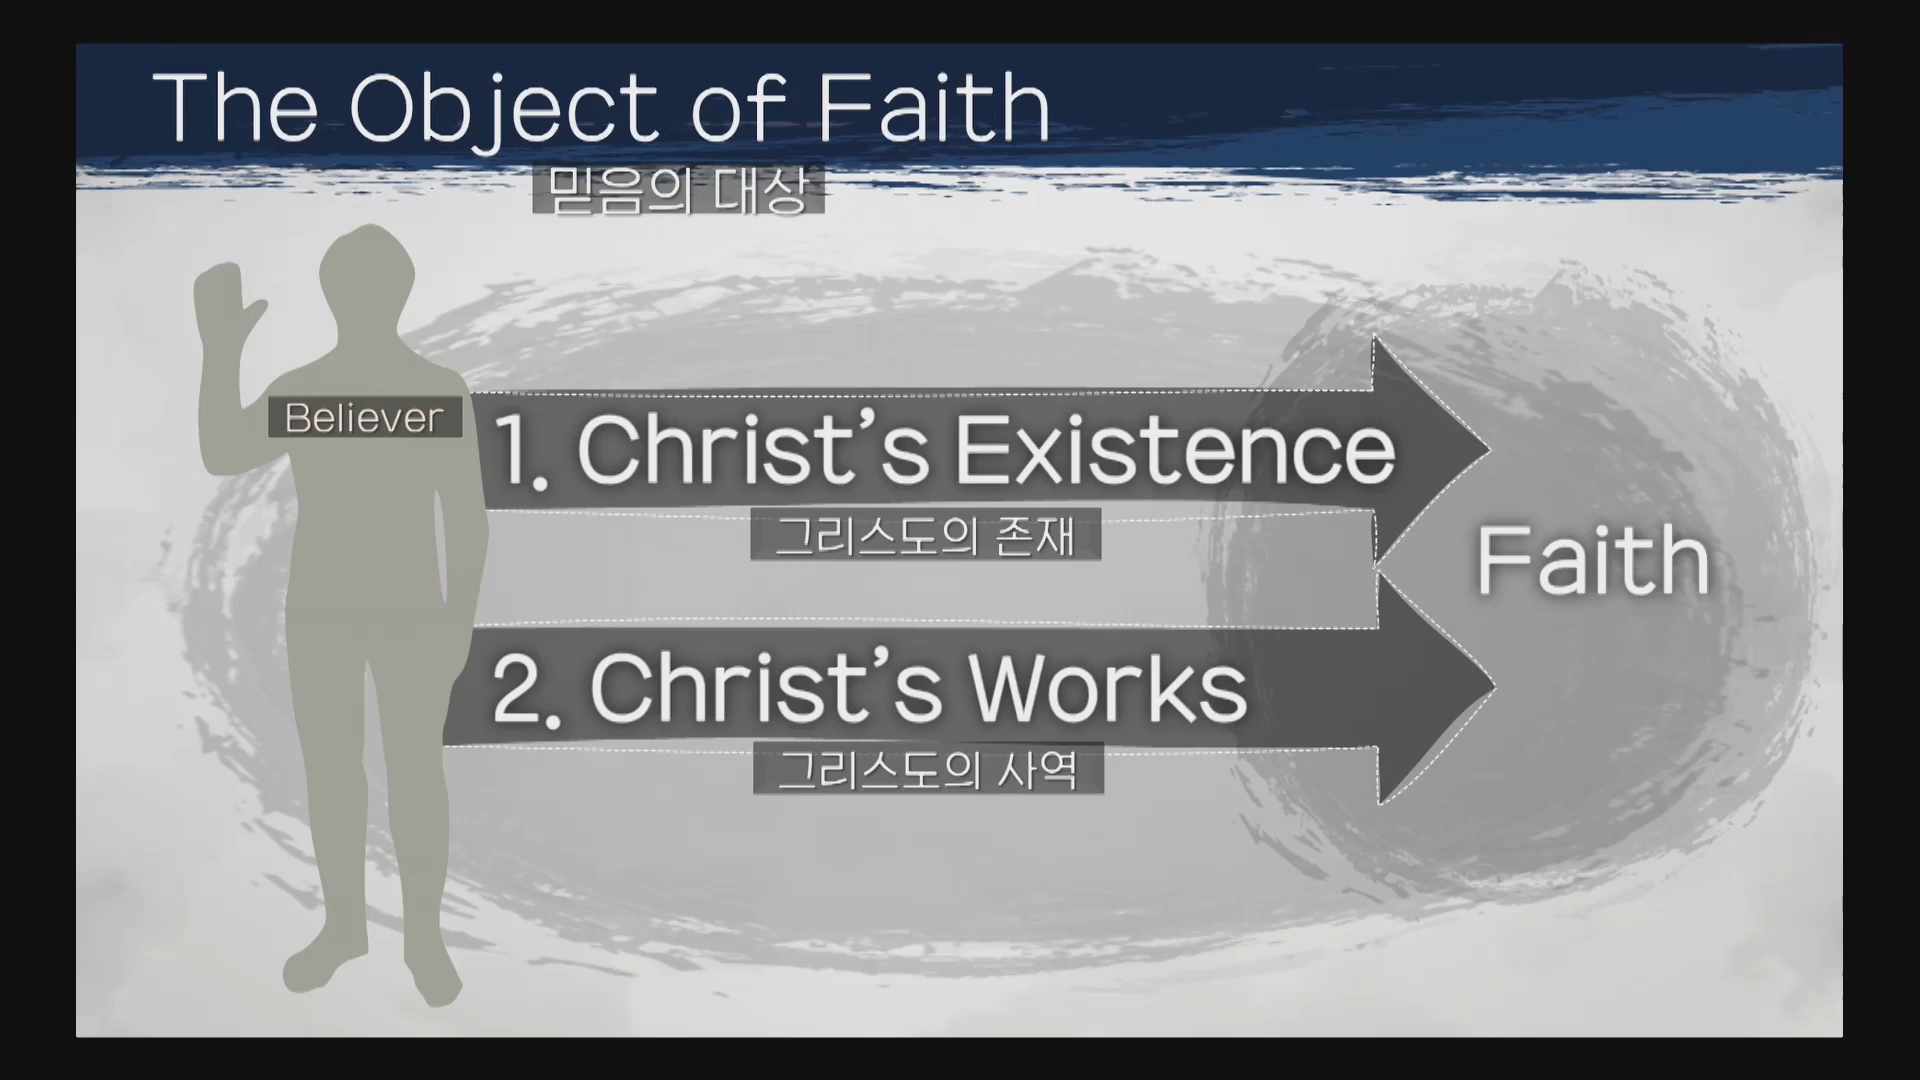 The Object of Faith
믿음의 대상
Believer
1. Christ's Existence
그리스도의 존재
Faith
2. Christ's Works
그리스도의 사역